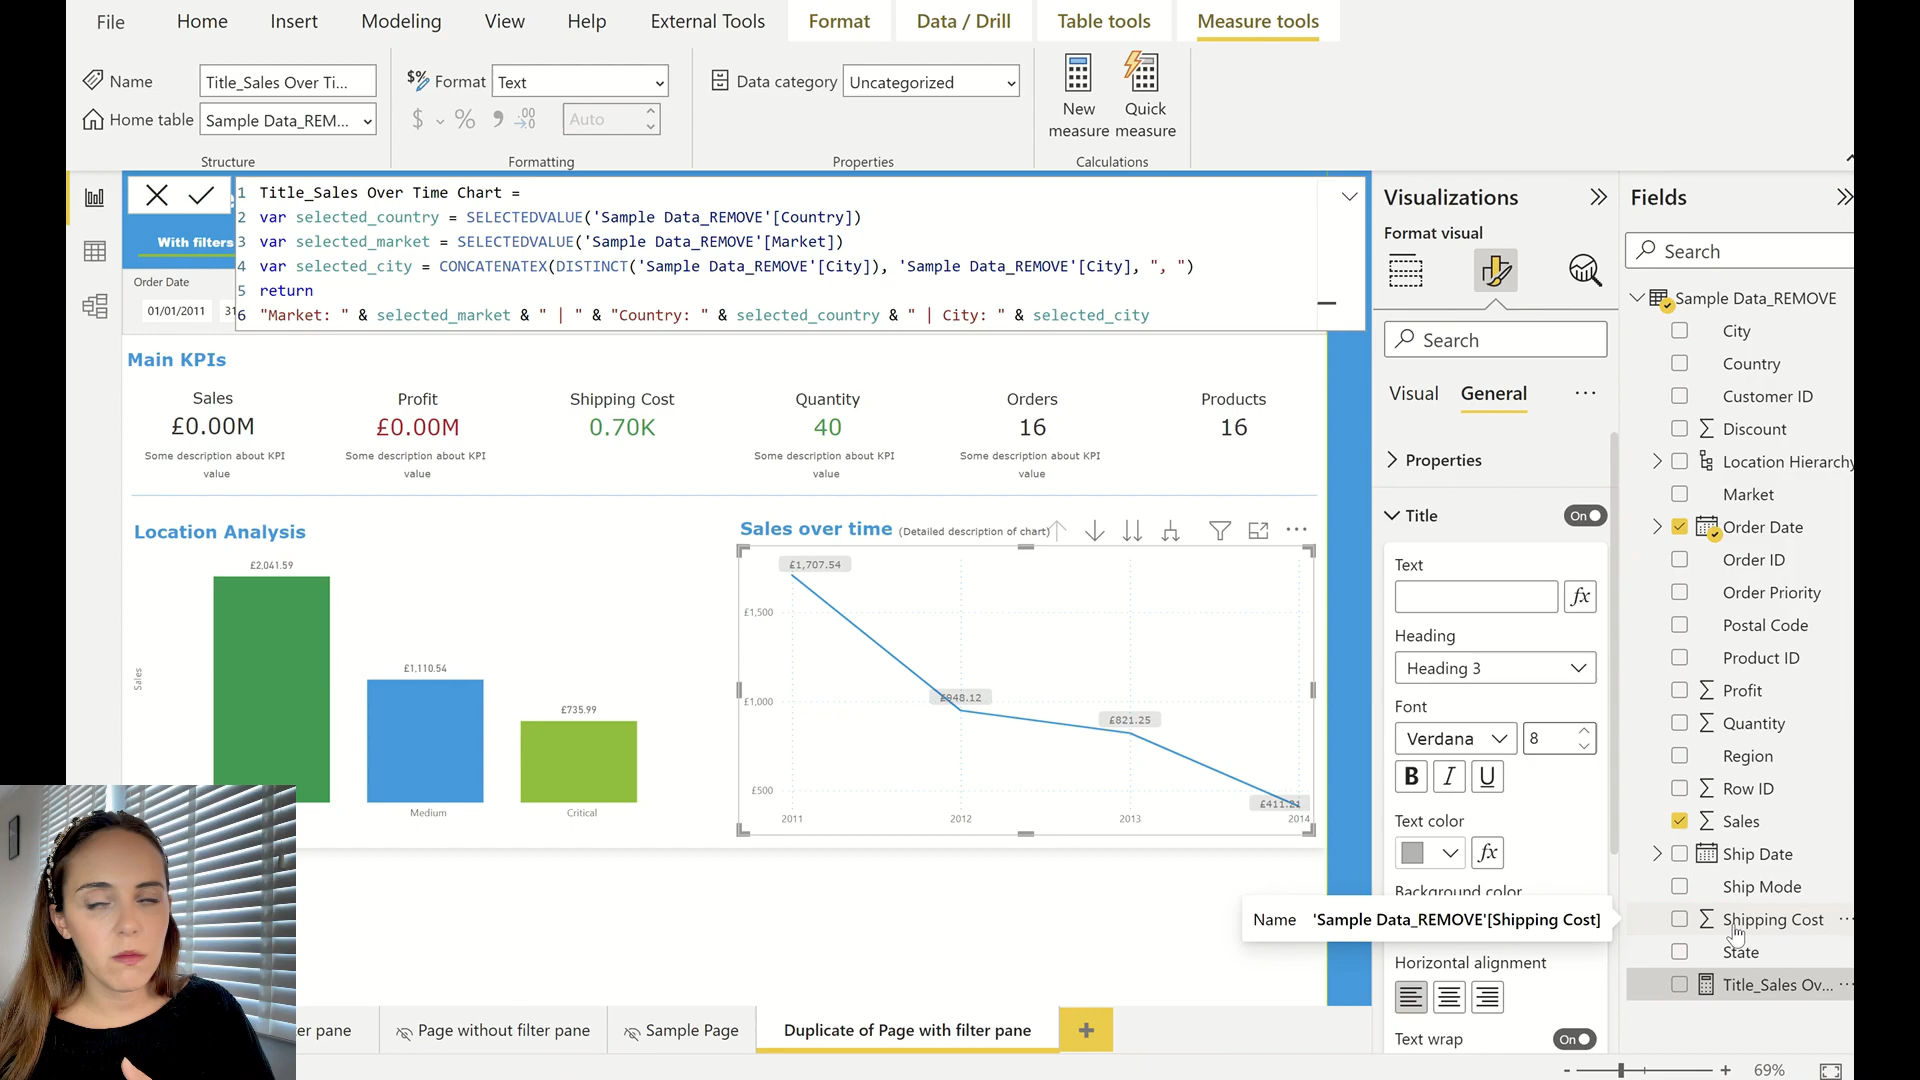 File Home Insert Modeling View Help External Tools Format Data / Drill Table tools Measure tools
Name Title_Sales Over Ti...
Home table Sample Data_REM...
Structure
$% Format Text
$ % , .00
Auto
Formatting
Data category Uncategorized
Properties
New measure
Quick measure
Calculations
With filters
Order Date
01/01/2011 31
1 Title_Sales Over Time Chart =
2 var selected_country = SELECTEDVALUE('Sample Data_REMOVE'[Country])
3 var selected_market = SELECTEDVALUE('Sample Data_REMOVE'[Market])
4 var selected_city = CONCATENATEX(DISTINCT('Sample Data_REMOVE'[City]), 'Sample Data_REMOVE'[City], ", ")
5 return
6 "Market: " & selected_market & " | " & "Country: " & selected_country & " | City: " & selected_city
Main KPIs
Sales Profit Shipping Cost Quantity Orders Products
£0.00M £0.00M 0.70K 40 16 16
Some description about KPI value
Some description about KPI value
Some description about KPI value
Some description about KPI value
Location Analysis
Sales
£2,041.59
£1,110.54
£735.99
Medium Critical
Sales over time (Detailed description of chart)
£1,707.54
£1,500
£948.12
£1,000
£821.25
£500
£411.21
2011 2012 2013 2014
er pane
Page without filter pane
Sample Page
Duplicate of Page with filter pane
+
- + 69%
Visualizations
Format visual
Search
Visual General ...
Properties
Title On
Text
fx
Heading
Heading 3
Font
Verdana 8
B I U
Text color
fx
Background color
Name 'Sample Data_REMOVE'[Shipping Cost]
Horizontal alignment
Text wrap On
Fields
Search
Sample Data_REMOVE
City
Country
Customer ID
Discount
Location Hierarchy
Market
Order Date
Order ID
Order Priority
Postal Code
Product ID
Profit
Quantity
Region
Row ID
Sales
Ship Date
Ship Mode
Shipping Cost
State
Title_Sales Ov...